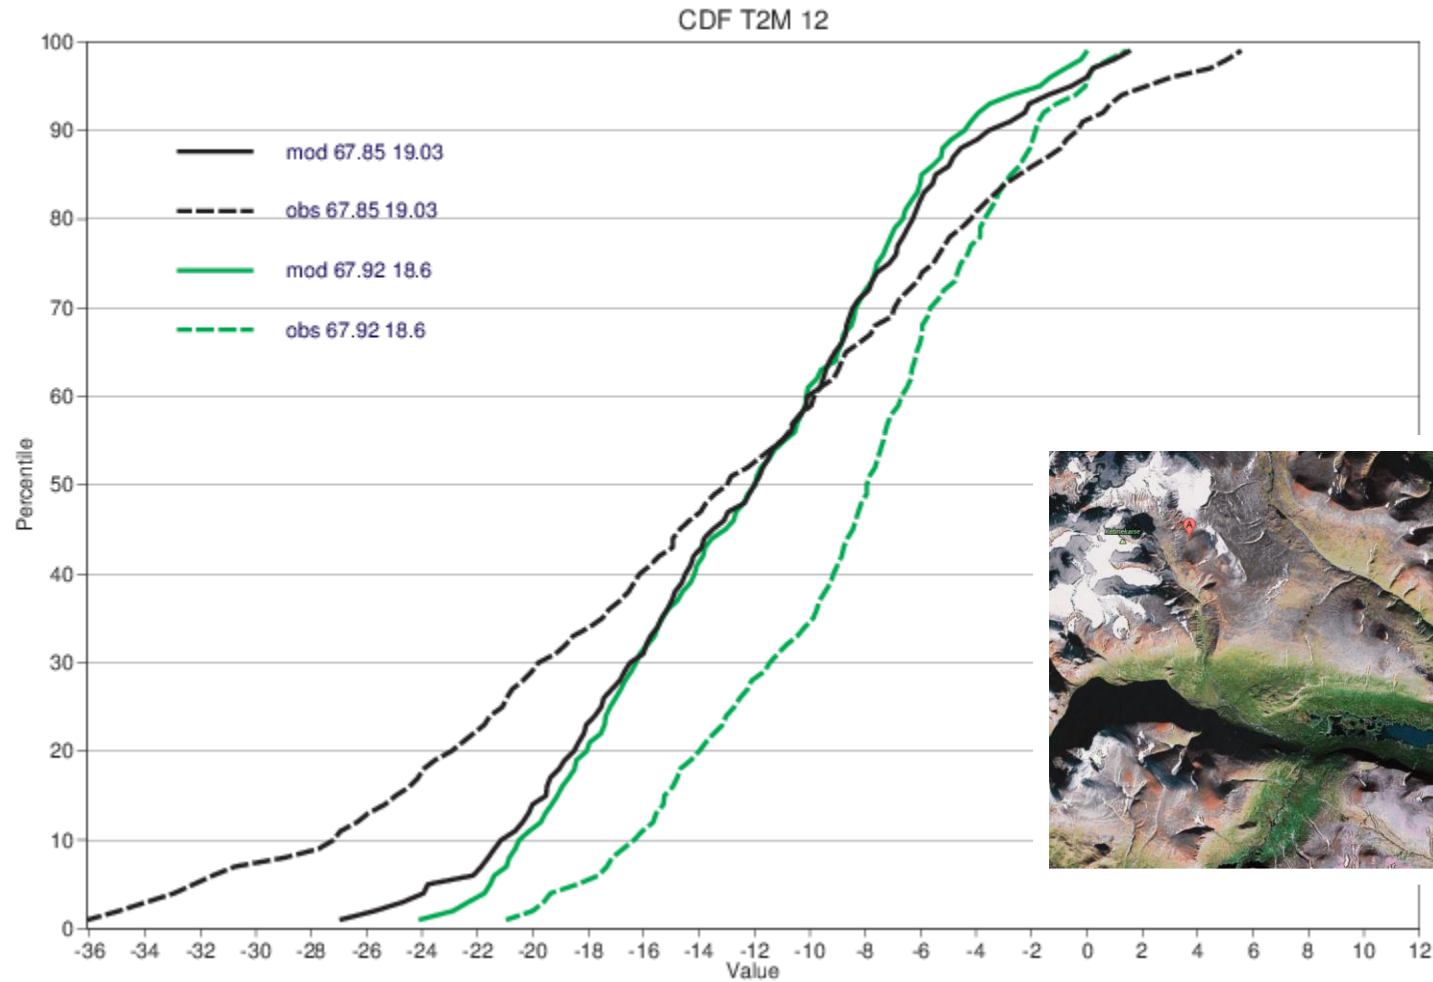 CDF T2M 12
100
90
80
70
60
50
40
30
20
10
0
Percentile
mod 67.85 19.03
obs 67.85 19.03
mod 67.92 18.6
obs 67.92 18.6
A
-36 -34 -32 -30 -28 -26 -24 -22 -20 -18 -16 -14 -12 -10 -8 -6 -4 -2 0 2 4 6 8 10 12
Value